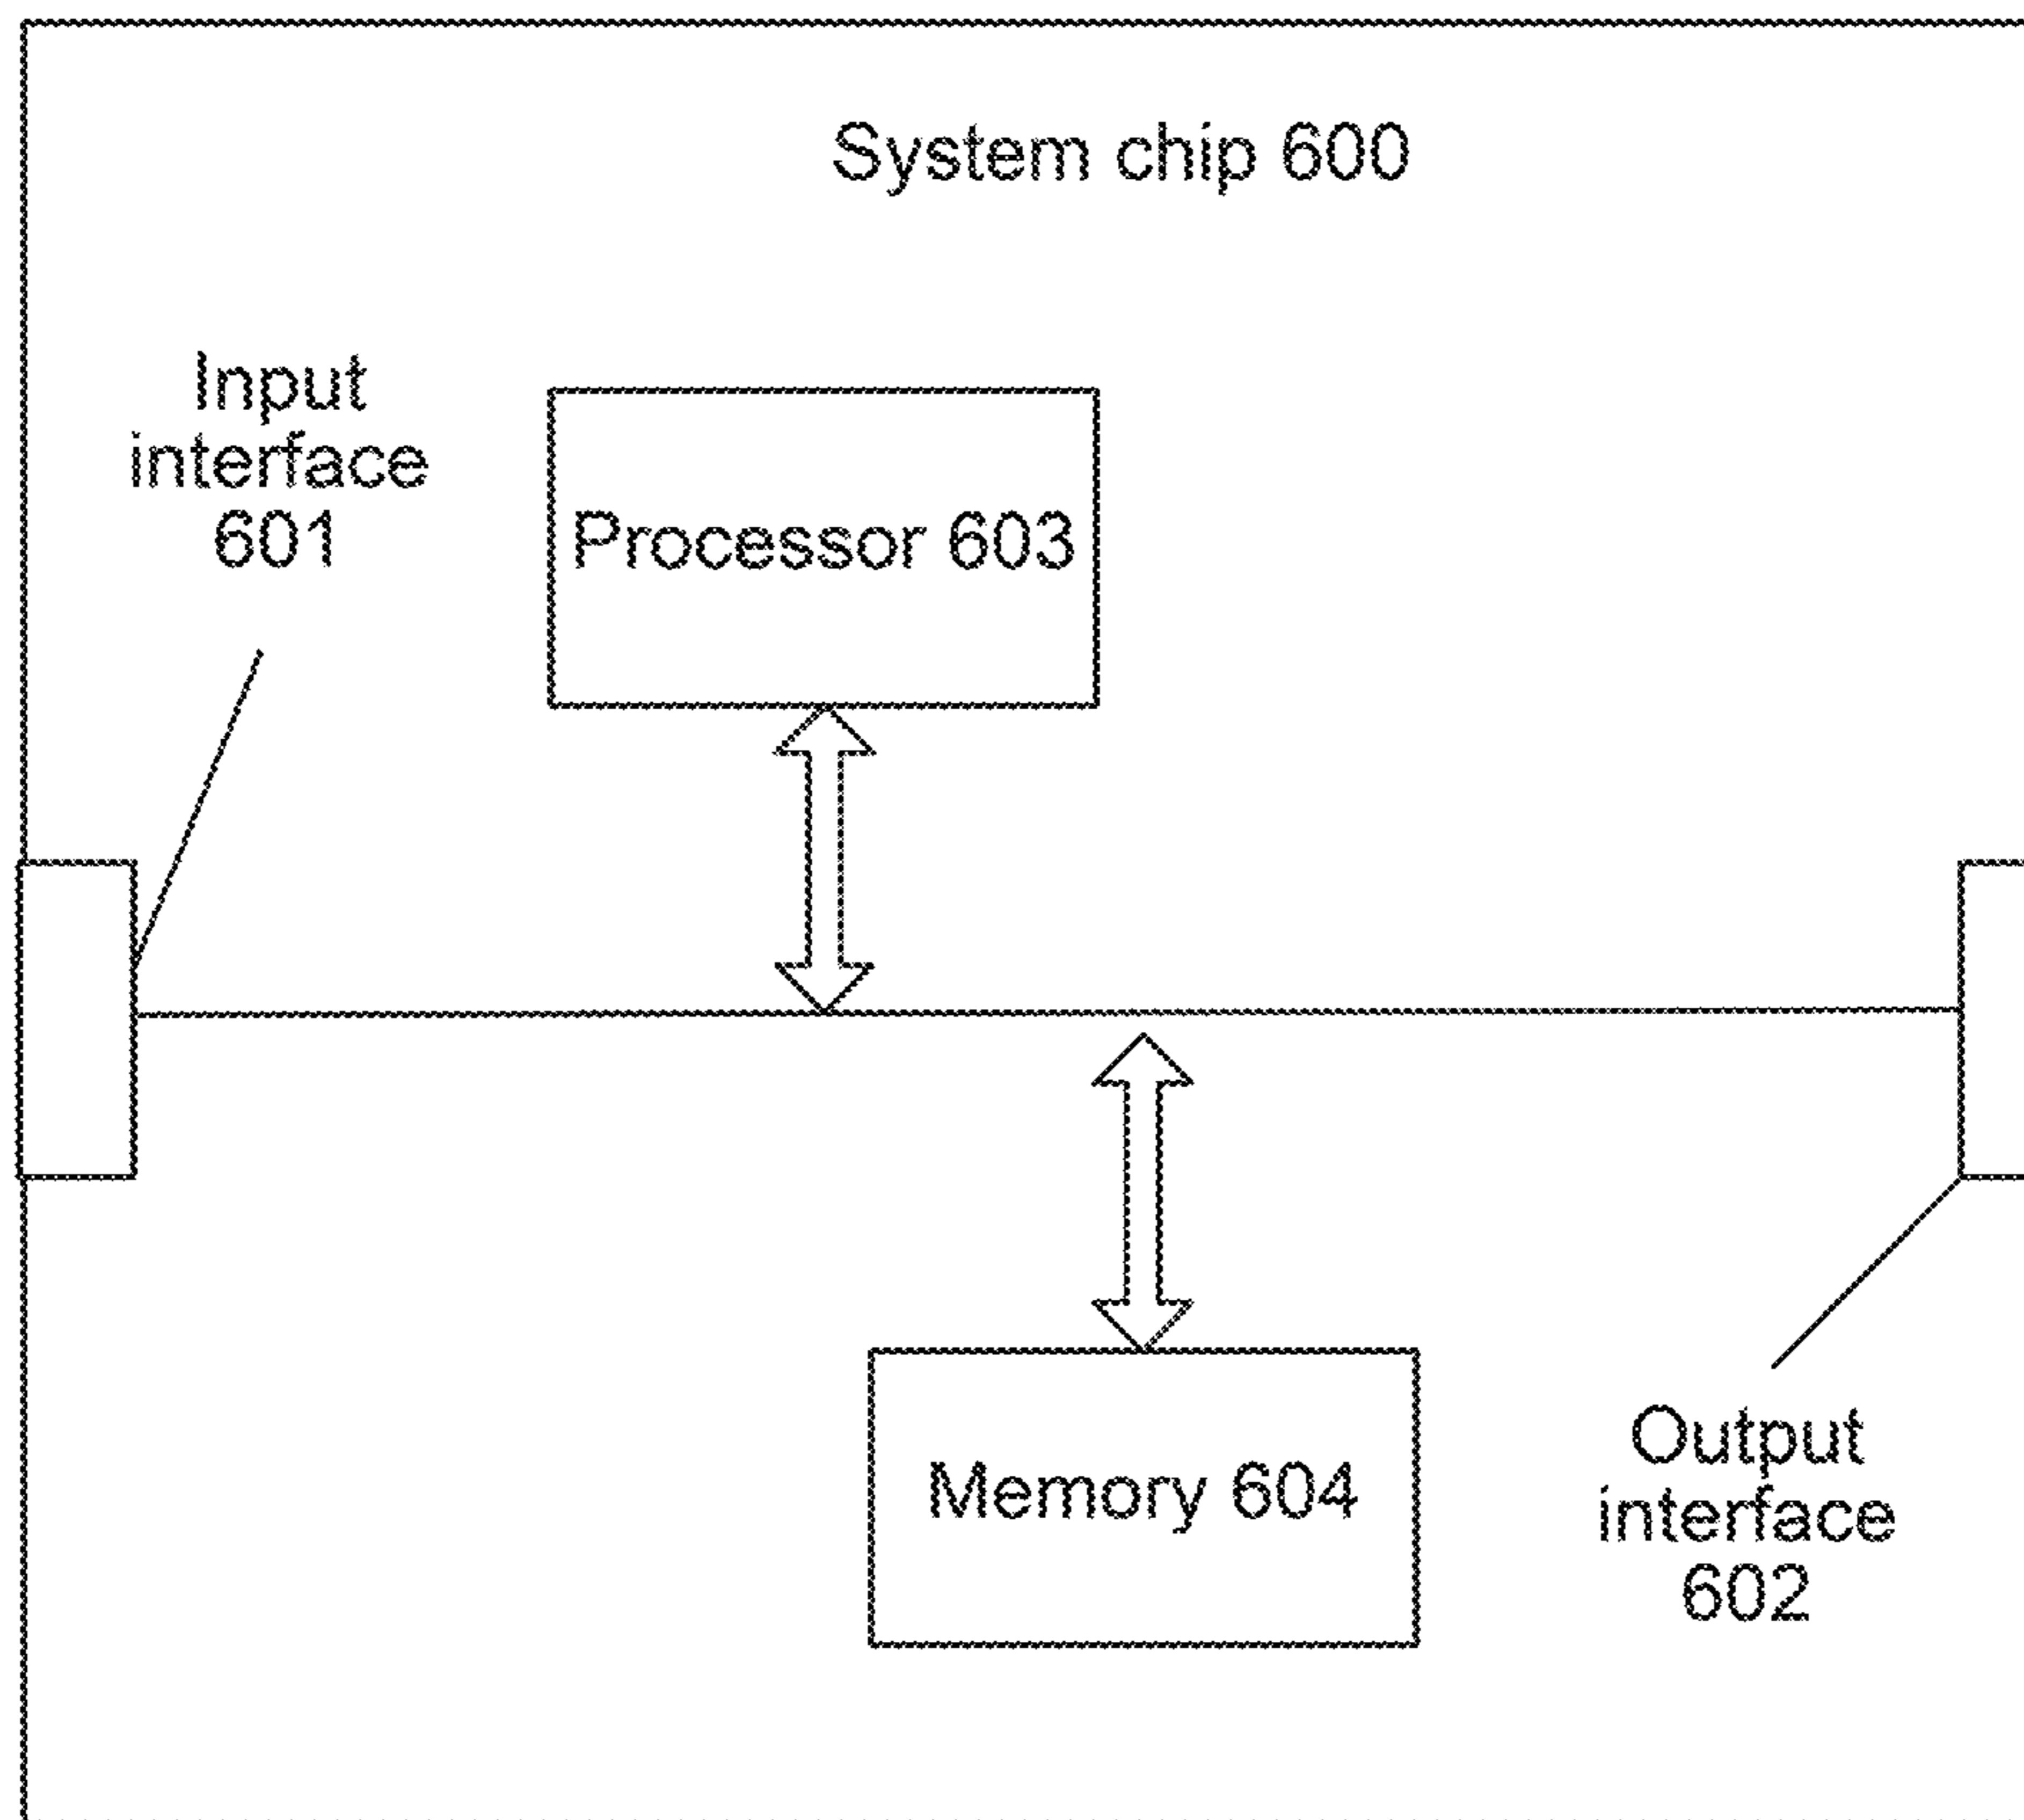 System chip 600
Input
interface
601
Processor 603
Memory 604
Output
interface
602